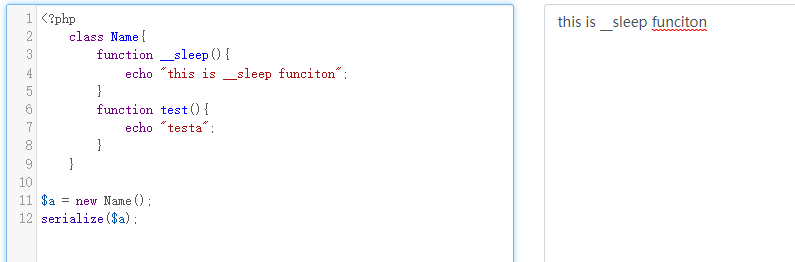 1 <?php
2 class Name{
3 function __sleep(){
4 echo "this is __sleep funciton";
5 }
6 function test(){
7 echo "testa";
8 }
9 }
10
11 $a = new Name();
12 serialize($a);
this is __sleep funciton